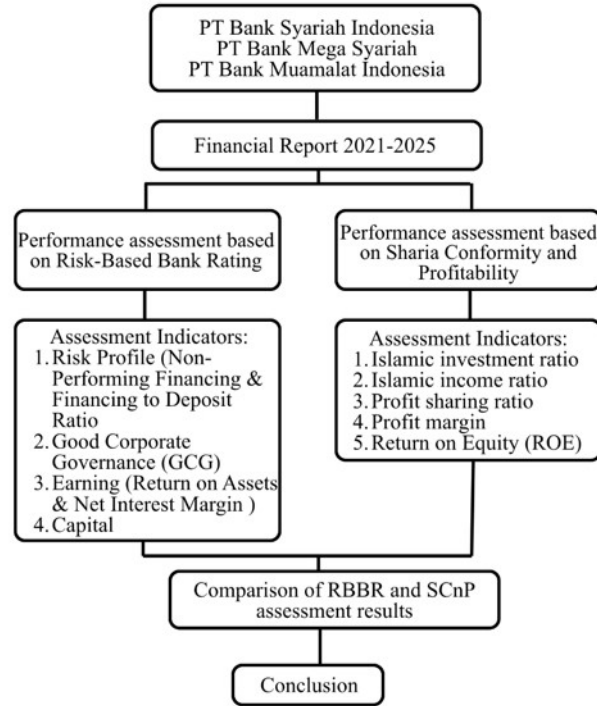 PT Bank Syariah Indonesia
PT Bank Mega Syariah
PT Bank Muamalat Indonesia
Financial Report 2021-2025
Performance assessment based
on Risk-Based Bank Rating
Performance assessment based
on Sharia Conformity and
Profitability
Assessment Indicators:
1. Risk Profile (Non-
Performing Financing &
Financing to Deposit
Ratio
2. Good Corporate
Governance (GCG)
3. Earning (Return on Assets
& Net Interest Margin )
4. Capital
Assessment Indicators:
1. Islamic investment ratio
2. Islamic income ratio
3. Profit sharing ratio
4. Profit margin
5. Return on Equity (ROE)
Comparison of RBBR and SCnP
assessment results
Conclusion